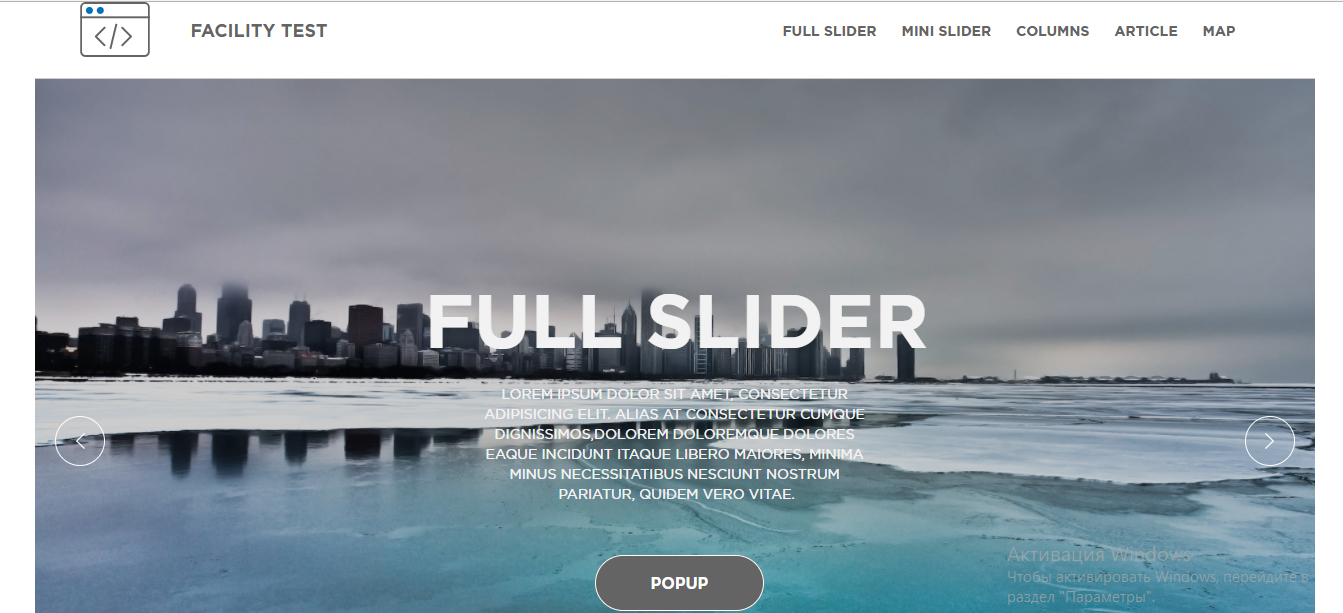 </>
FACILITY TEST
FULL SLIDER MINI SLIDER COLUMNS ARTICLE MAP
FULL SLIDER
LOREM IPSUM DOLOR SIT AMET, CONSECTETUR
ADIPISICING ELIT. ALIAS AT CONSECTETUR CUMQUE
DIGNISSIMOS,DOLOREM DOLOREMQUE DOLORES
EAQUE INCIDUNT ITAQUE LIBERO MAIORES, MINIMA
MINUS NECESSITATIBUS NESCIUNT NOSTRUM
PARIATUR, QUIDEM VERO VITAE.
POPUP
Активация Windows
Чтобы активировать Windows, перейдите в
раздел "Параметры".